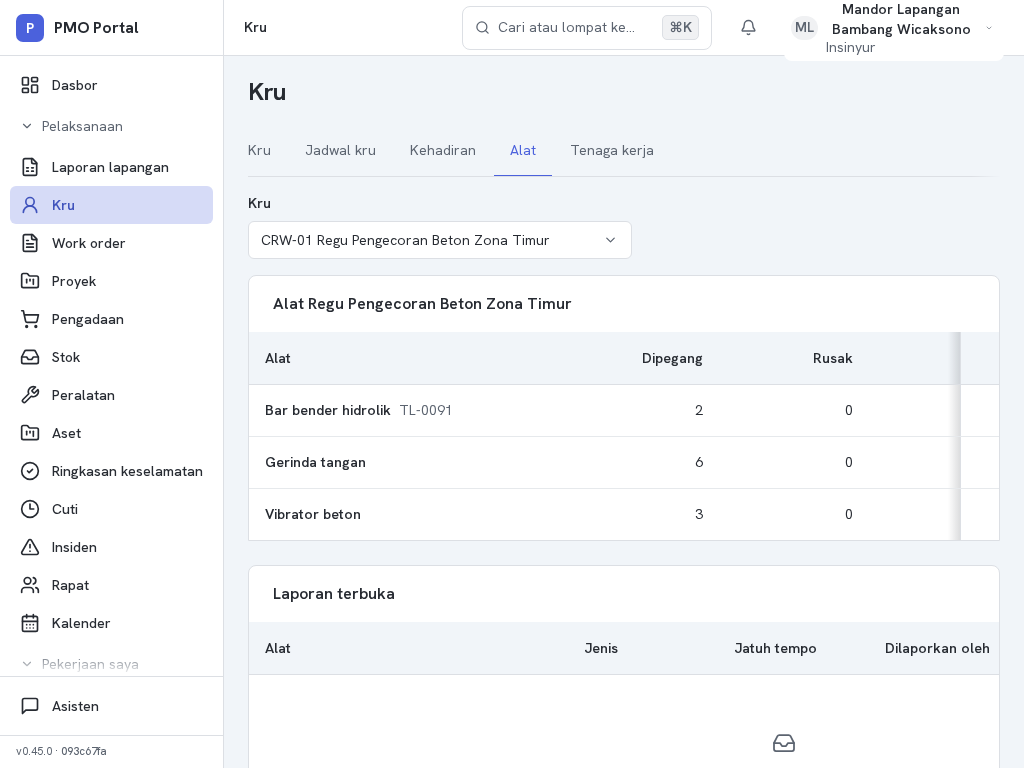 P PMO Portal
Kru
Cari atau lompat ke...
⌘K
ML
Mandor Lapangan
Bambang Wicaksono
Insinyur
Dasbor
Pelaksanaan
Laporan lapangan
Kru
Work order
Proyek
Pengadaan
Stok
Peralatan
Aset
Ringkasan keselamatan
Cuti
Insiden
Rapat
Kalender
Pekerjaan saya
Asisten
v0.45.0 · 093c67fa
Kru
Kru Jadwal kru Kehadiran Alat Tenaga kerja
Kru
CRW-01 Regu Pengecoran Beton Zona Timur
Alat Regu Pengecoran Beton Zona Timur
Alat Dipegang Rusak
Bar bender hidrolik TL-0091 2 0
Gerinda tangan 6 0
Vibrator beton 3 0
Laporan terbuka
Alat Jenis Jatuh tempo Dilaporkan oleh